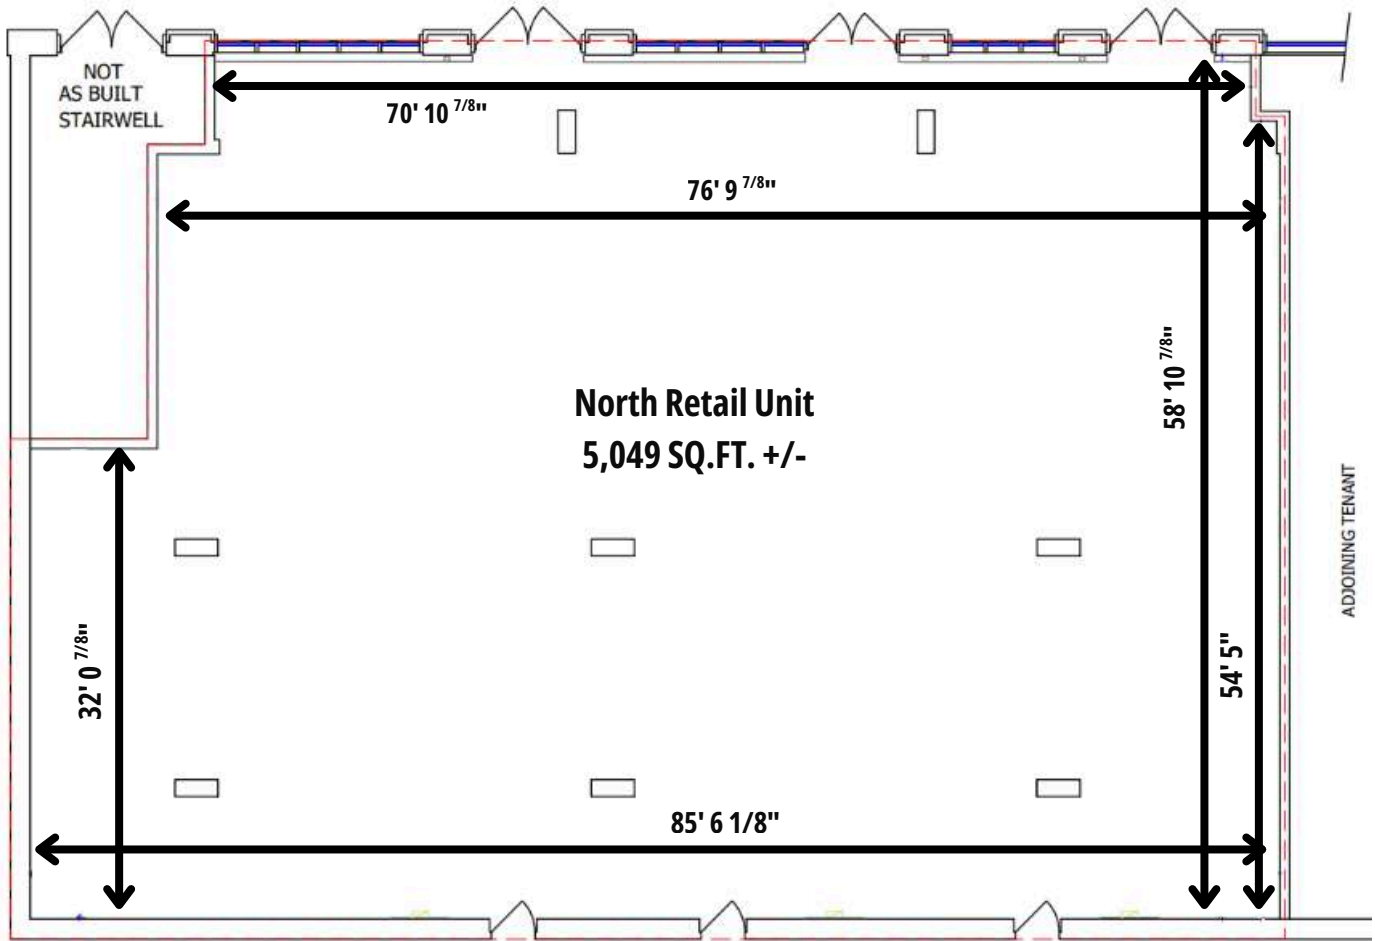 NOT
AS BUILT
STAIRWELL
70' 10 7/8"
76' 9 7/8"
58' 10 7/8"
North Retail Unit
5,049 SQ.FT. +/-
ADJOINING TENANT
32' 0 7/8"
54' 5"
85' 6 1/8"